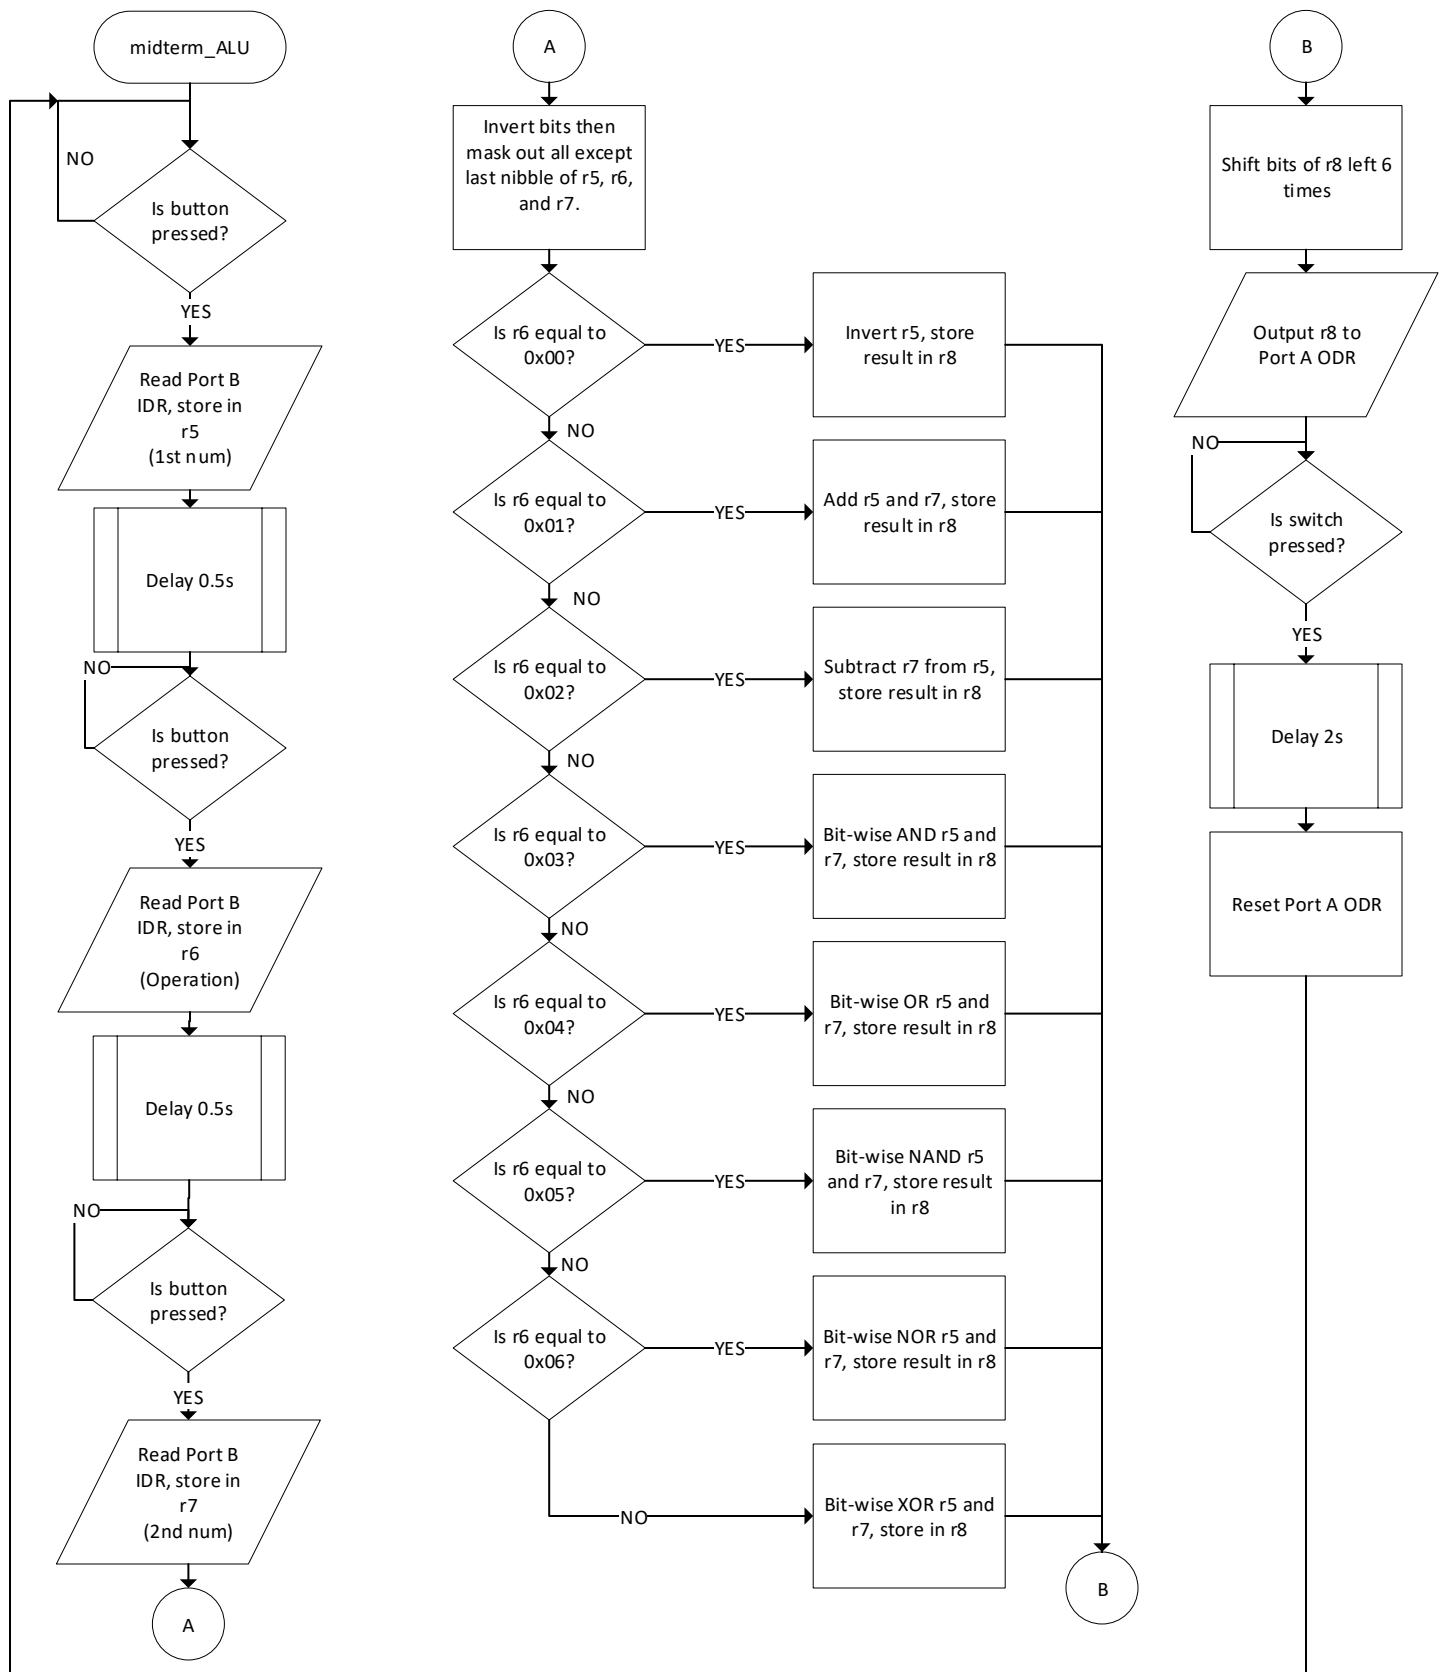 midterm_ALU
NO
Is button
pressed?
YES
Read Port B
IDR, store in
r5
(1st num)
Delay 0.5s
NO
Is button
pressed?
YES
Read Port B
IDR, store in
r6
(Operation)
Delay 0.5s
NO
Is button
pressed?
YES
Read Port B
IDR, store in
r7
(2nd num)
A
A
Invert bits then
mask out all except
last nibble of r5, r6,
and r7.
Is r6 equal to
0x00?
YES
Invert r5, store
result in r8
NO
Is r6 equal to
0x01?
YES
Add r5 and r7, store
result in r8
NO
Is r6 equal to
0x02?
YES
Subtract r7 from r5,
store result in r8
NO
Is r6 equal to
0x03?
YES
Bit-wise AND r5 and
r7, store result in r8
NO
Is r6 equal to
0x04?
YES
Bit-wise OR r5 and
r7, store result in r8
NO
Is r6 equal to
0x05?
YES
Bit-wise NAND r5
and r7, store result
in r8
NO
Is r6 equal to
0x06?
YES
Bit-wise NOR r5 and
r7, store result in r8
NO
Bit-wise XOR r5 and
r7, store in r8
B
B
Shift bits of r8 left 6
times
Output r8 to
Port A ODR
NO
Is switch
pressed?
YES
Delay 2s
Reset Port A ODR